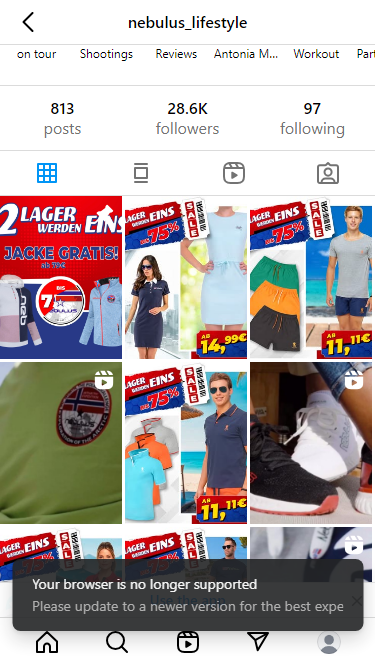 nebulus_lifestyle
on tour Shootings Reviews Antonia M... Workout Part
813 28.6K 97
posts followers following
2 LAGER
WERDEN EINS
JACKE GRATIS!
BIS
NEBULUS
LAGER
WERDEN EINS
SALE
BIS 75%
AB 14,99€
LAGER
WERDEN EINS
SALE
BIS 75%
AB 11,11€
LAGER
WERDEN EINS
SALE
BIS 75%
AB 11,11€
LAGER
WERDEN EINS
SALE
LAGER
WERDEN EINS
SALE
Your browser is no longer supported
Please update to a newer version for the best expe